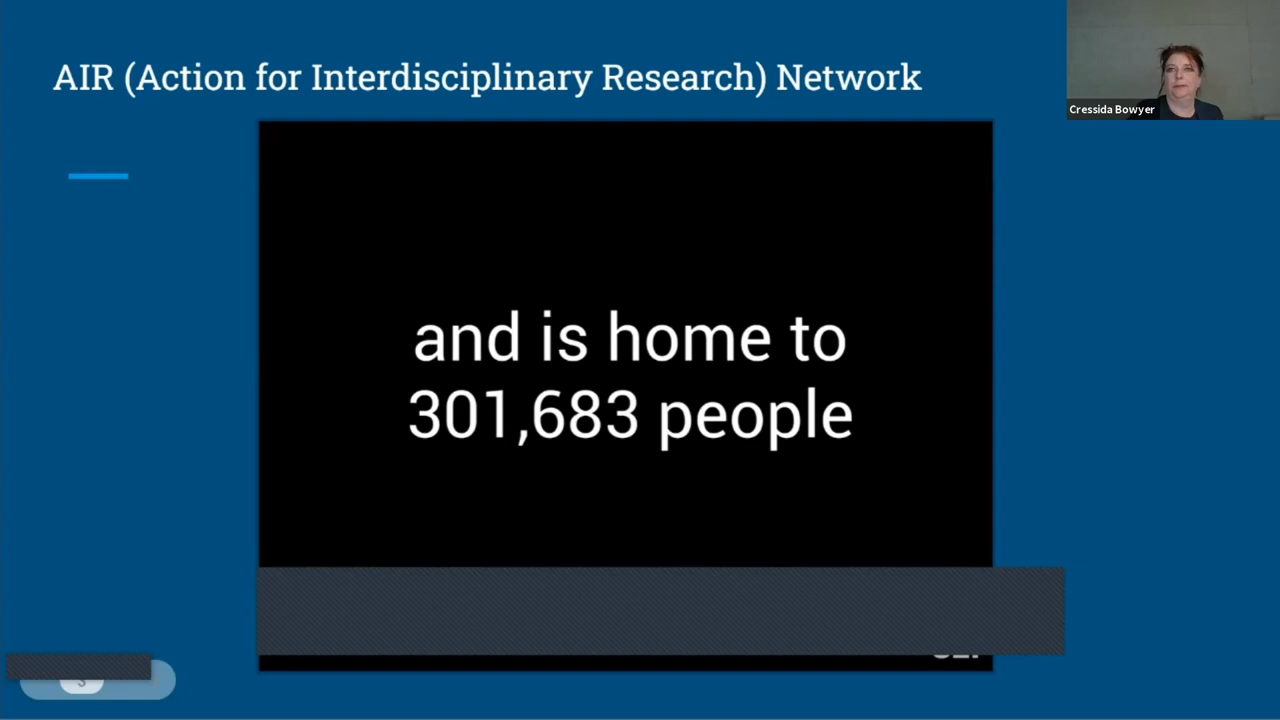 AIR (Action for Interdisciplinary Research) Network
Cressida Bowyer
and is home to
301,683 people